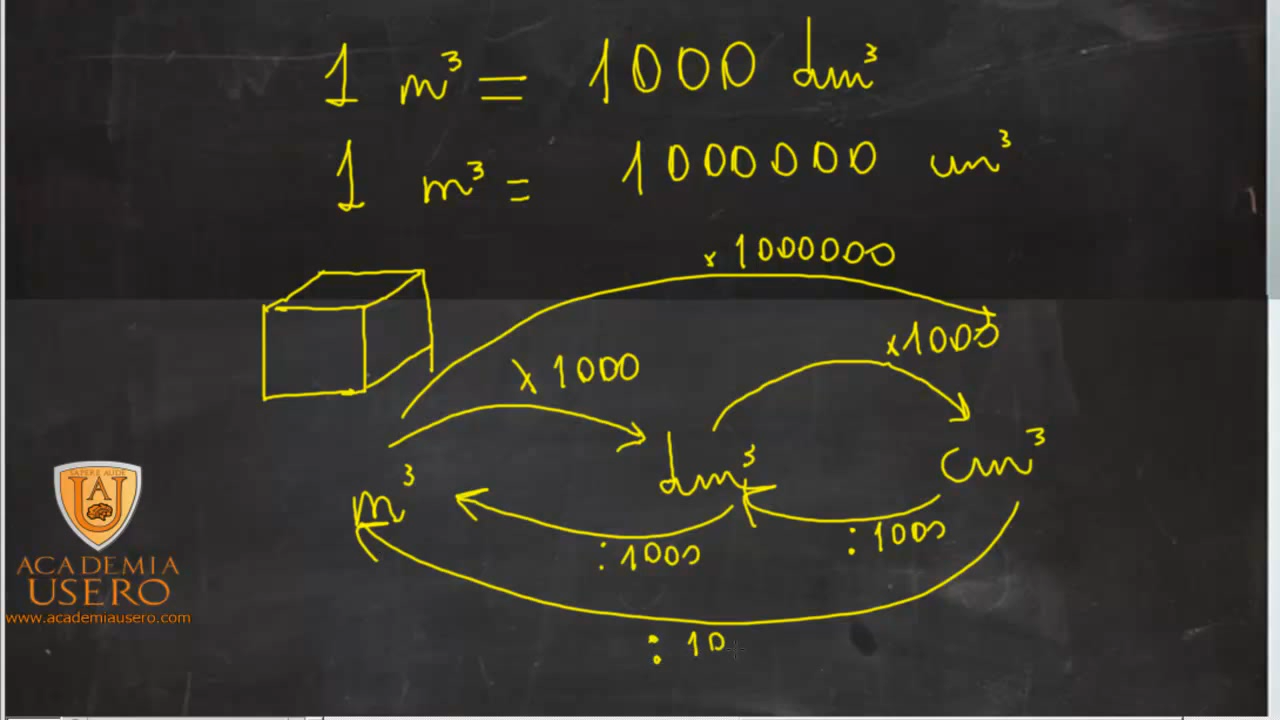 1 m³ = 1000 dm³
1 m³ = 1000000 cm³
x 1000000
x 1000
x 1000
m³
dm³
cm³
: 1000
: 1000
: 10
SAPERE AUDE
UA
ACADEMIA
USERO
www.academiausero.com